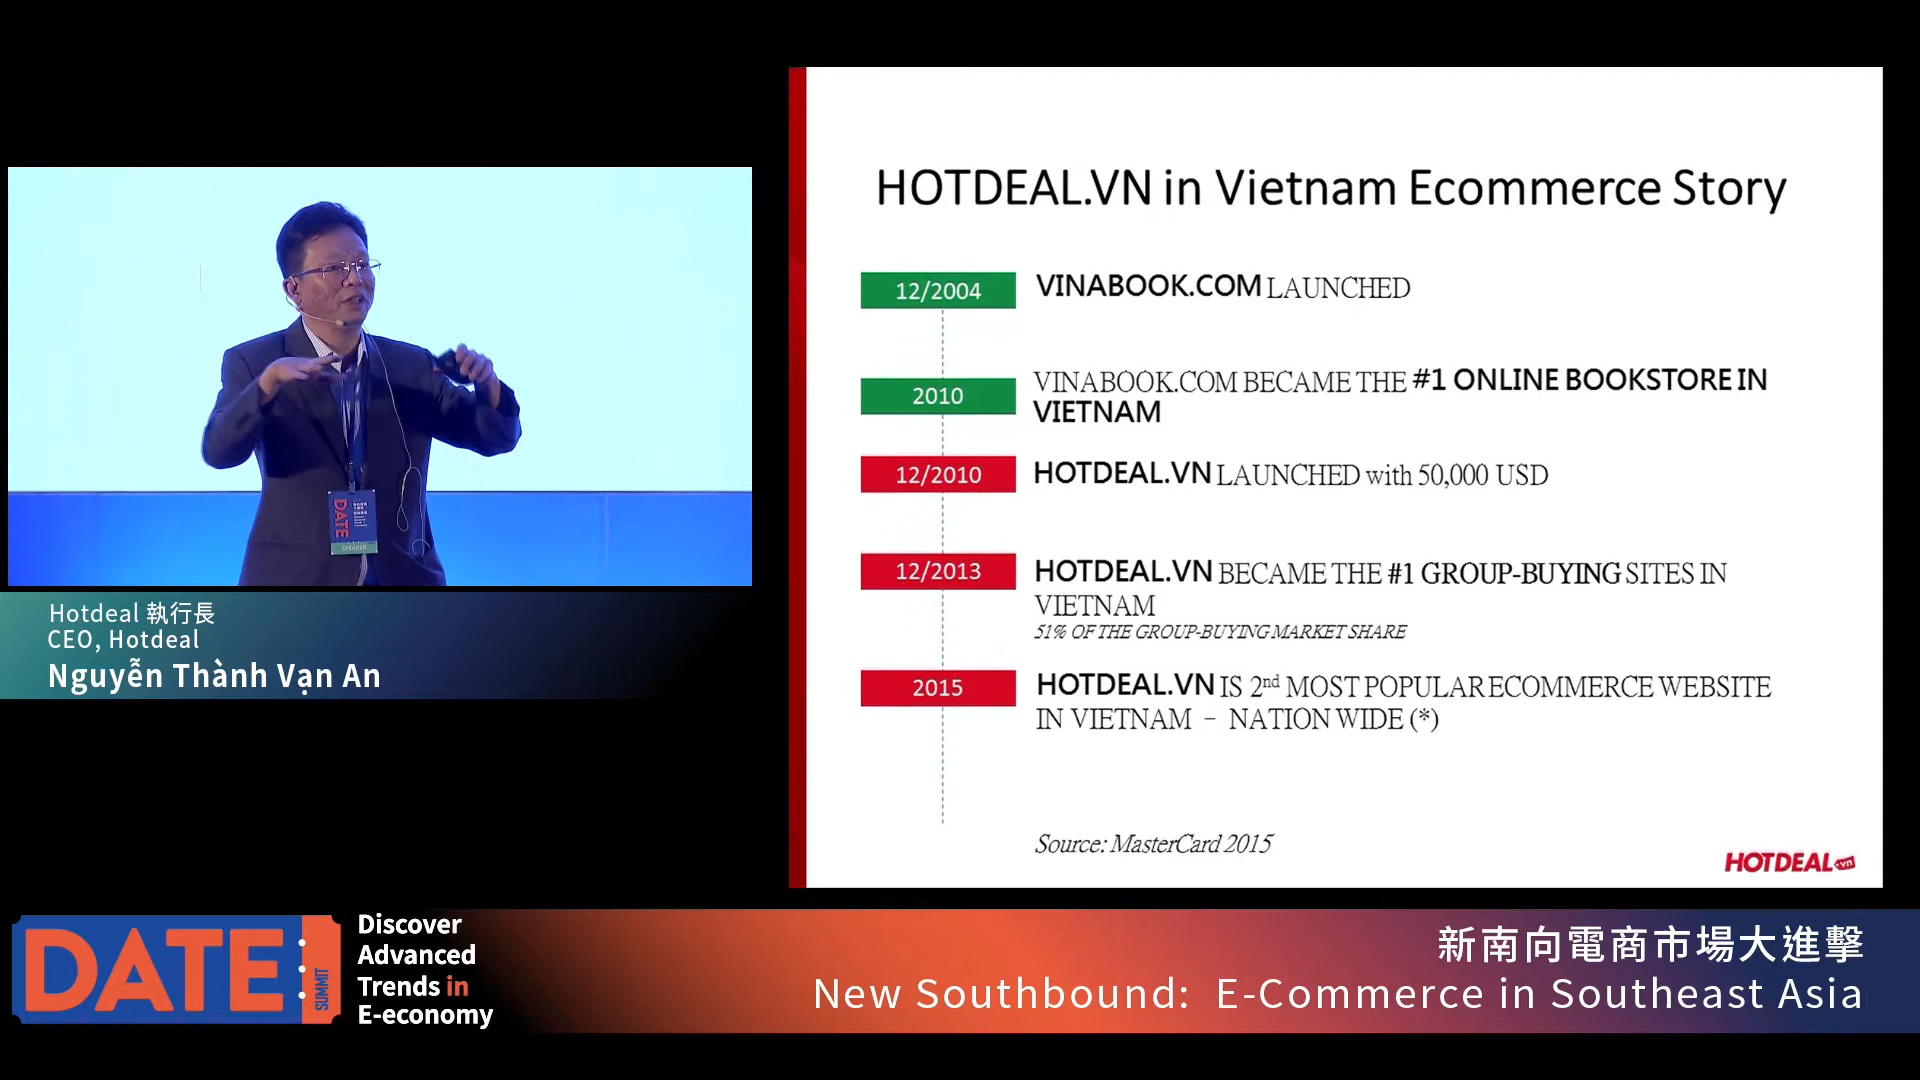 HOTDEAL.VN in Vietnam Ecommerce Story
12/2004
VINABOOK.COM LAUNCHED
2010
VINABOOK.COM BECAME THE #1 ONLINE BOOKSTORE IN
VIETNAM
12/2010
HOTDEAL.VN LAUNCHED with 50,000 USD
12/2013
HOTDEAL.VN BECAME THE #1 GROUP-BUYING SITES IN
VIETNAM
51% OF THE GROUP-BUYING MARKET SHARE
2015
HOTDEAL.VN IS 2nd MOST POPULAR ECOMMERCE WEBSITE
IN VIETNAM – NATION WIDE (*)
Source: MasterCard 2015
HOTDEAL.vn
DATE
SPEAKER
Hotdeal 執行長
CEO, Hotdeal
Nguyễn Thành Vạn An
DATE
SUMMIT
Discover
Advanced
Trends in
E-economy
新南向電商市場大進擊
New Southbound: E-Commerce in Southeast Asia